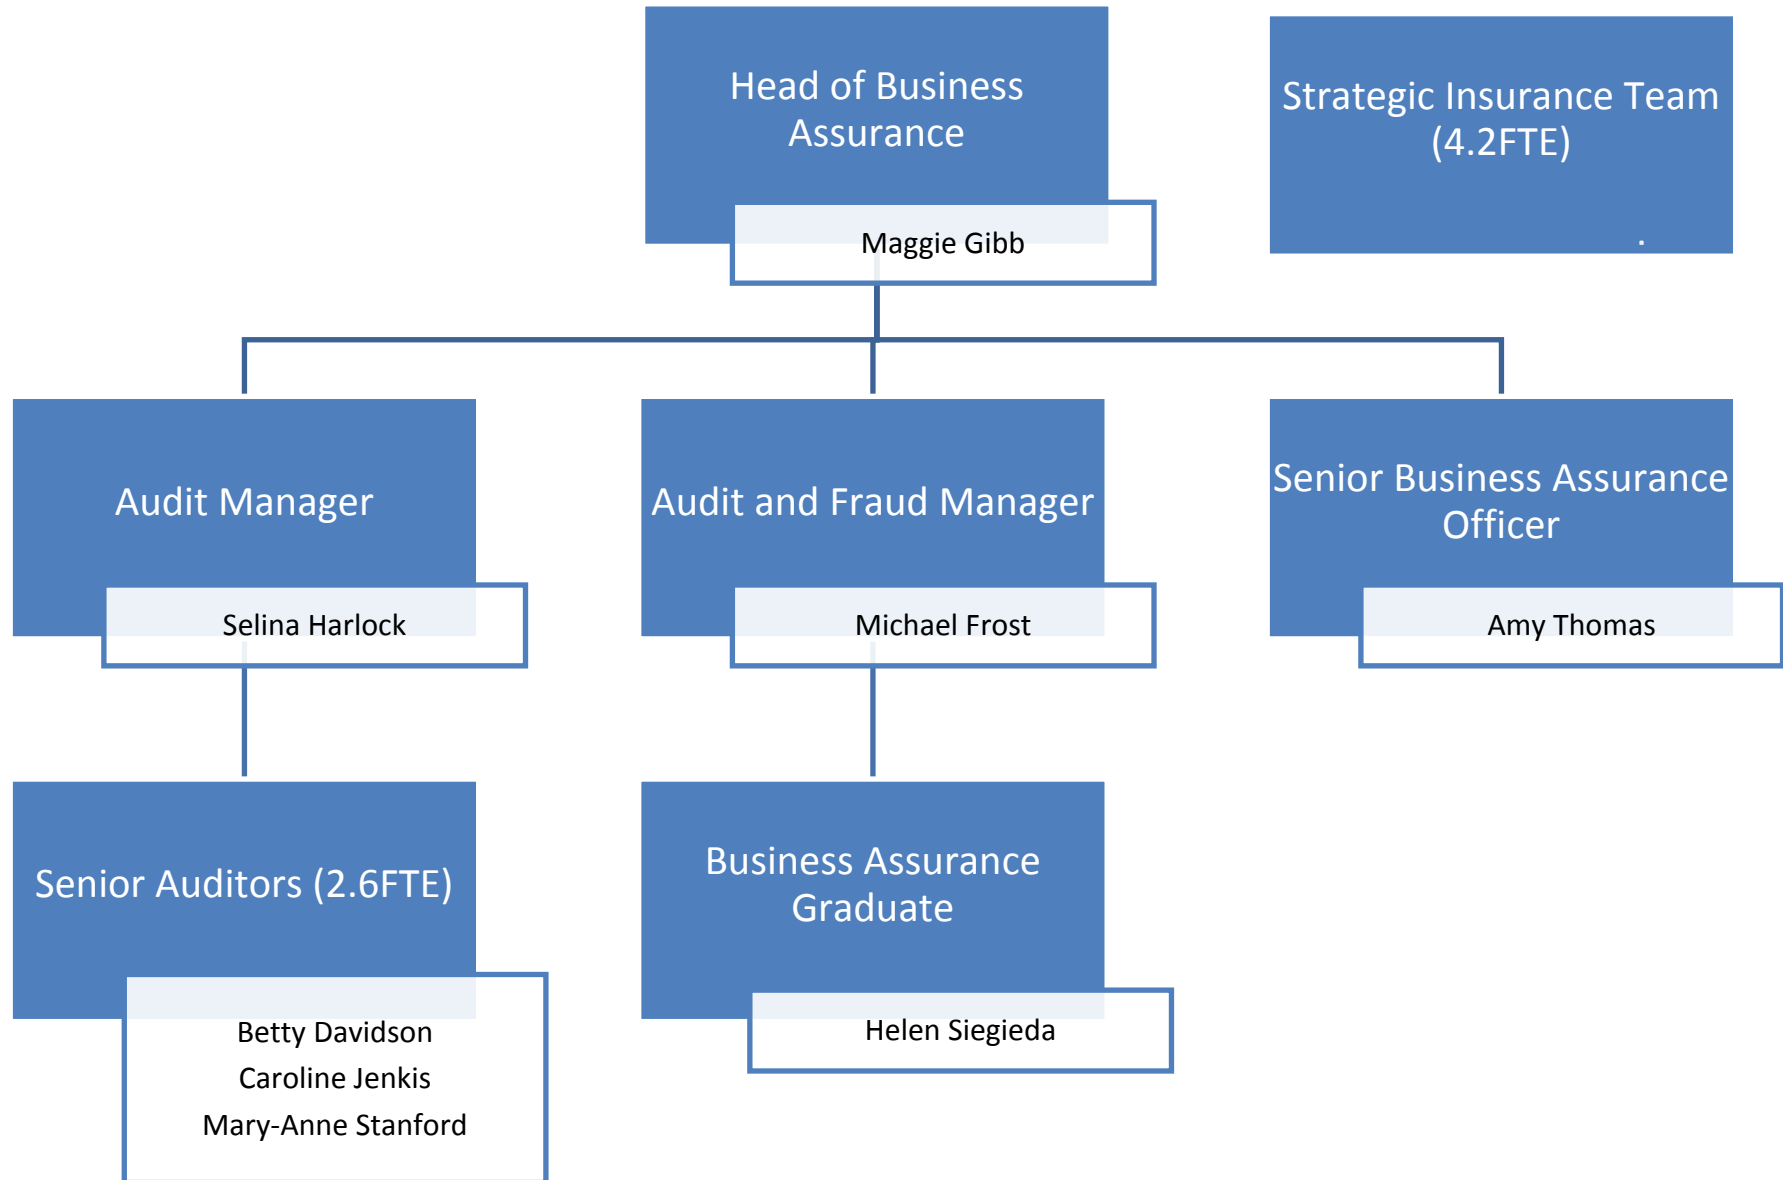 Head of Business
Assurance
Maggie Gibb
Strategic Insurance Team
(4.2FTE)
.
Audit Manager
Selina Harlock
Audit and Fraud Manager
Michael Frost
Senior Business Assurance
Officer
Amy Thomas
Senior Auditors (2.6FTE)
Betty Davidson
Caroline Jenkis
Mary-Anne Stanford
Business Assurance
Graduate
Helen Siegieda